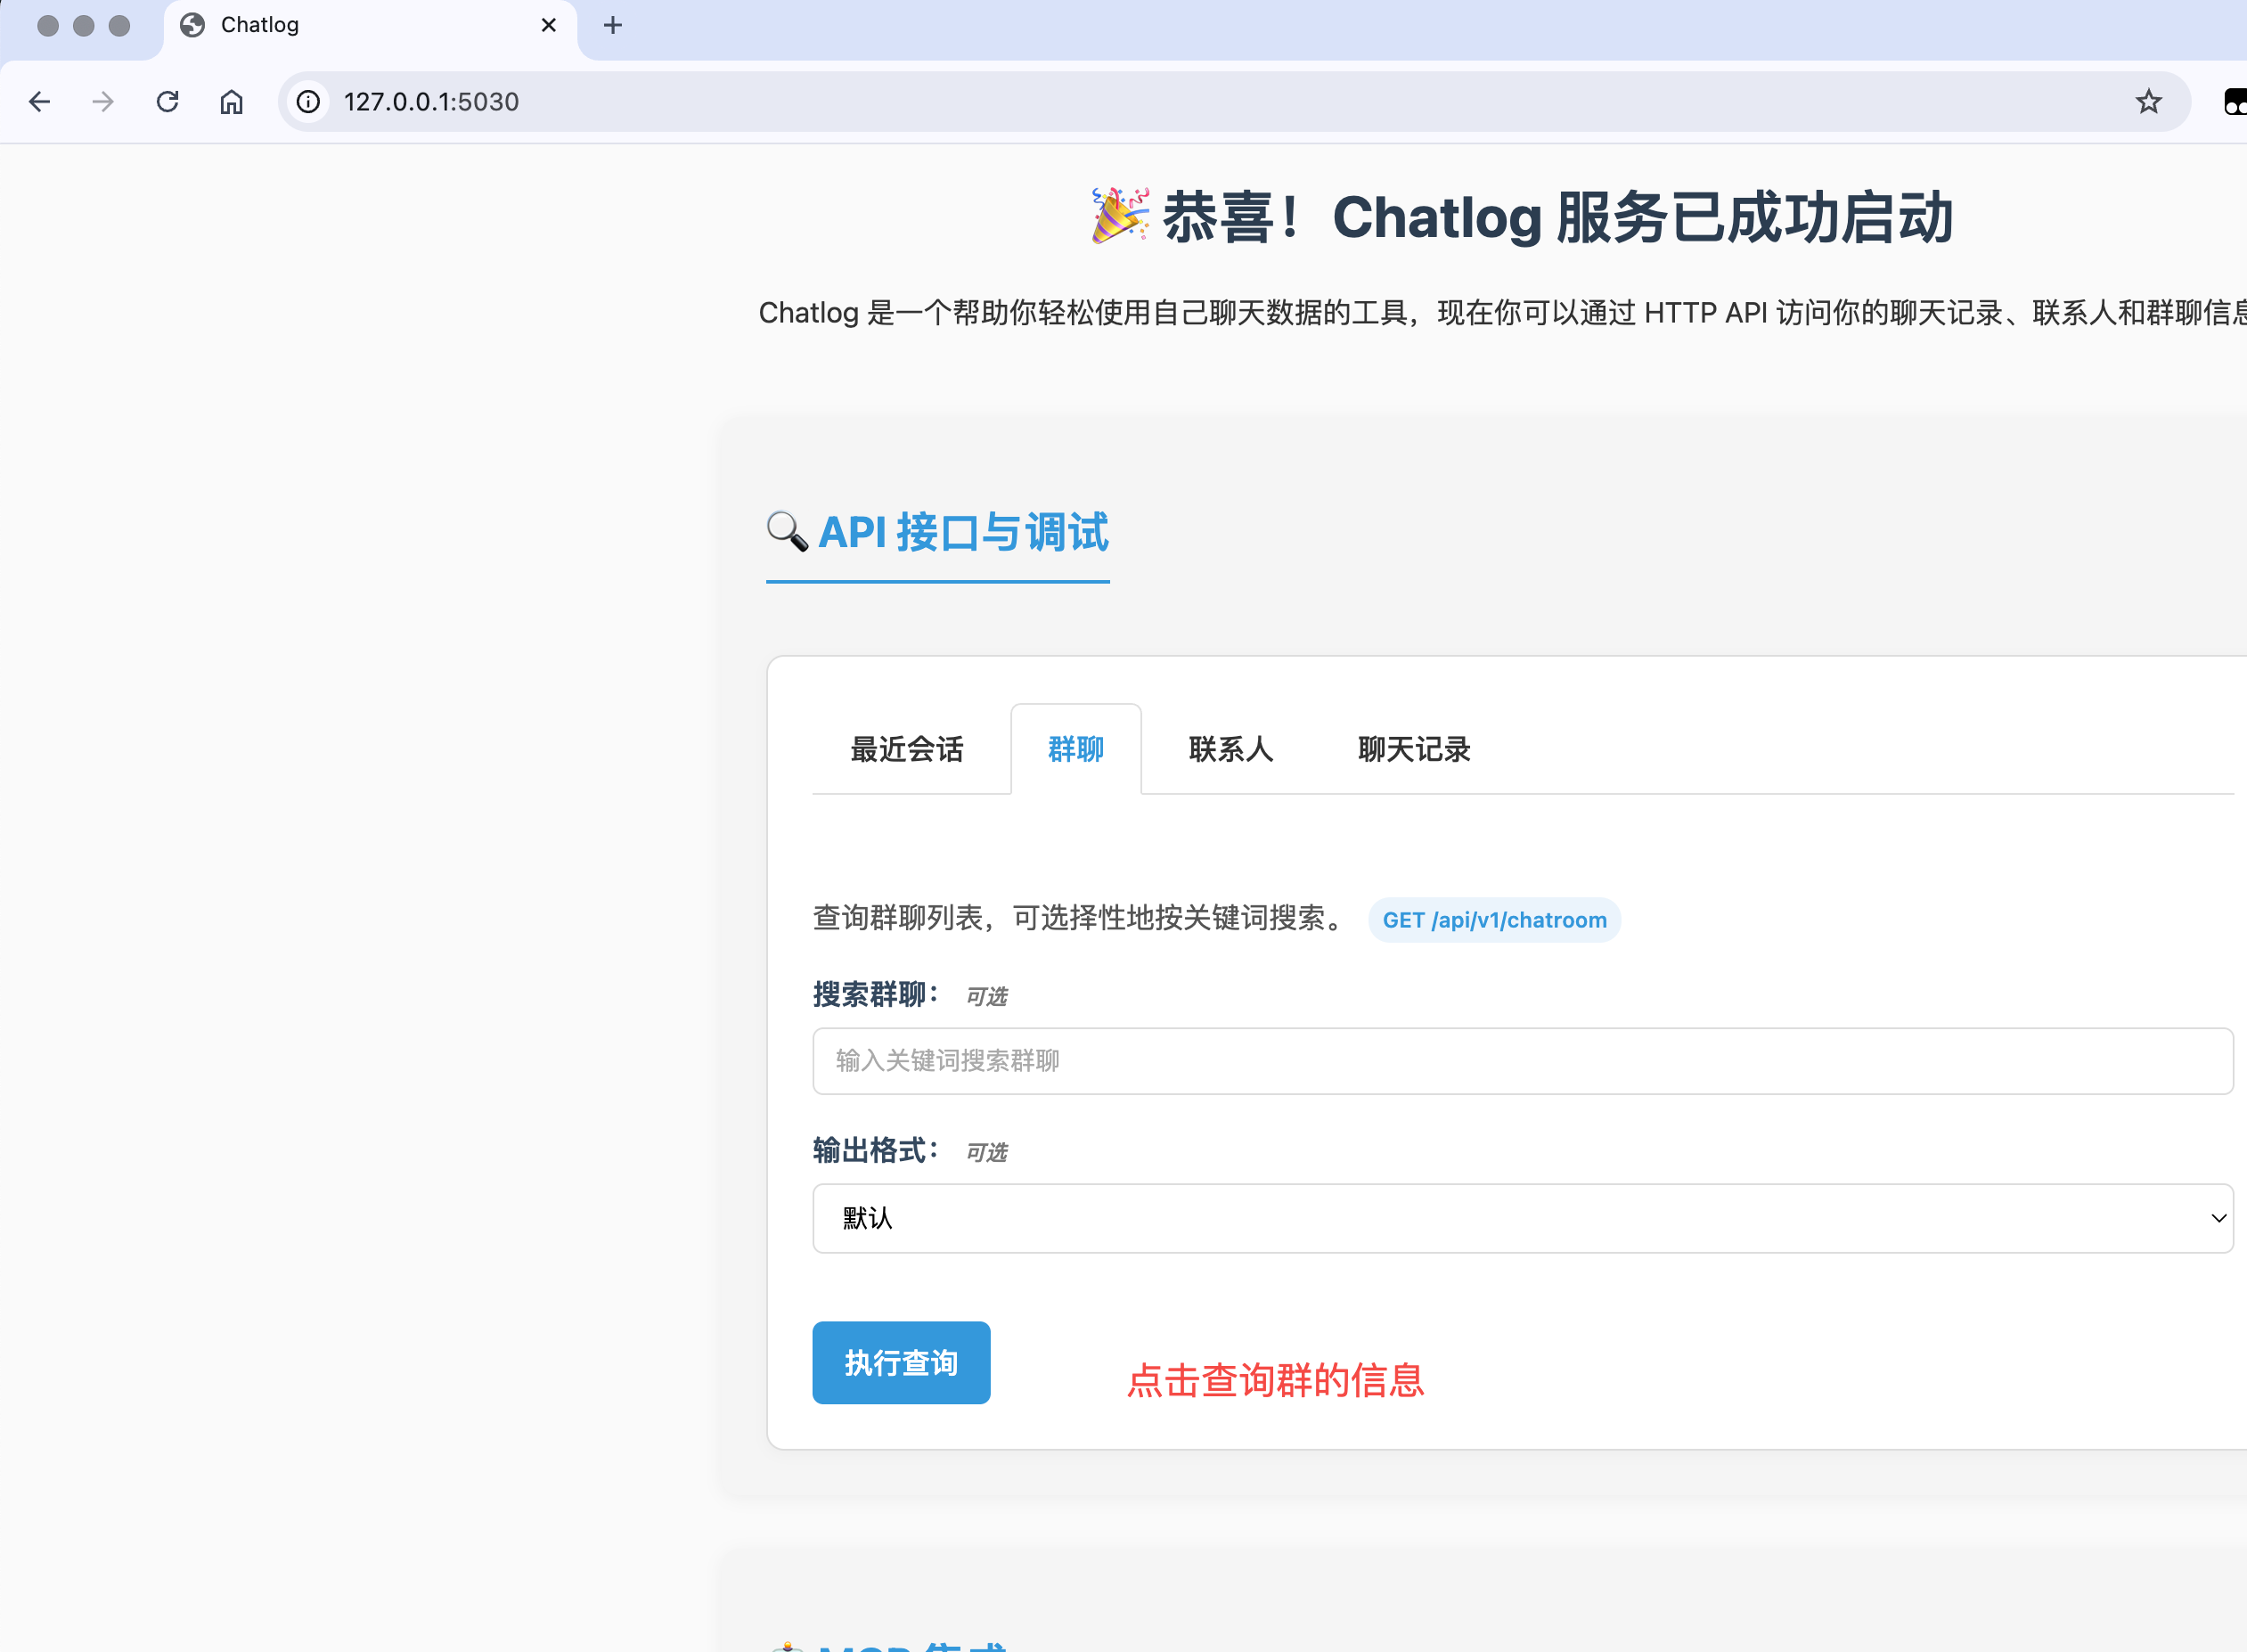 Chatlog
127.0.0.1:5030
🎉 恭喜！Chatlog 服务已成功启动
Chatlog 是一个帮助你轻松使用自己聊天数据的工具，现在你可以通过 HTTP API 访问你的聊天记录、联系人和群聊信息
🔍 API 接口与调试
最近会话 群聊 联系人 聊天记录
查询群聊列表，可选择性地按关键词搜索。 GET /api/v1/chatroom
搜索群聊： 可选
输入关键词搜索群聊
输出格式： 可选
默认
执行查询 点击查询群的信息
MCP 集成